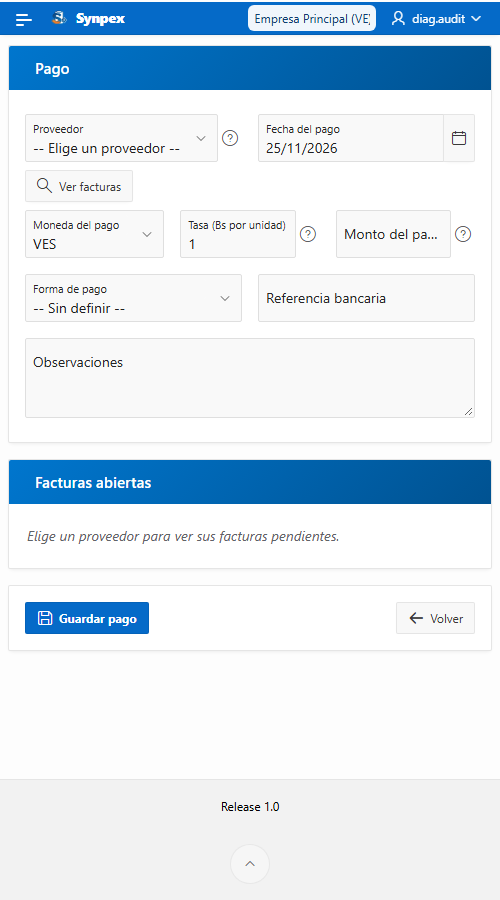 Synpex
Empresa Principal (VE)
diag.audit
Pago
Proveedor
-- Elige un proveedor --
?
Fecha del pago
25/11/2026
Ver facturas
Moneda del pago
VES
Tasa (Bs por unidad)
1
?
Monto del pa...
?
Forma de pago
-- Sin definir --
Referencia bancaria
Observaciones
Facturas abiertas
Elige un proveedor para ver sus facturas pendientes.
Guardar pago
Volver
Release 1.0